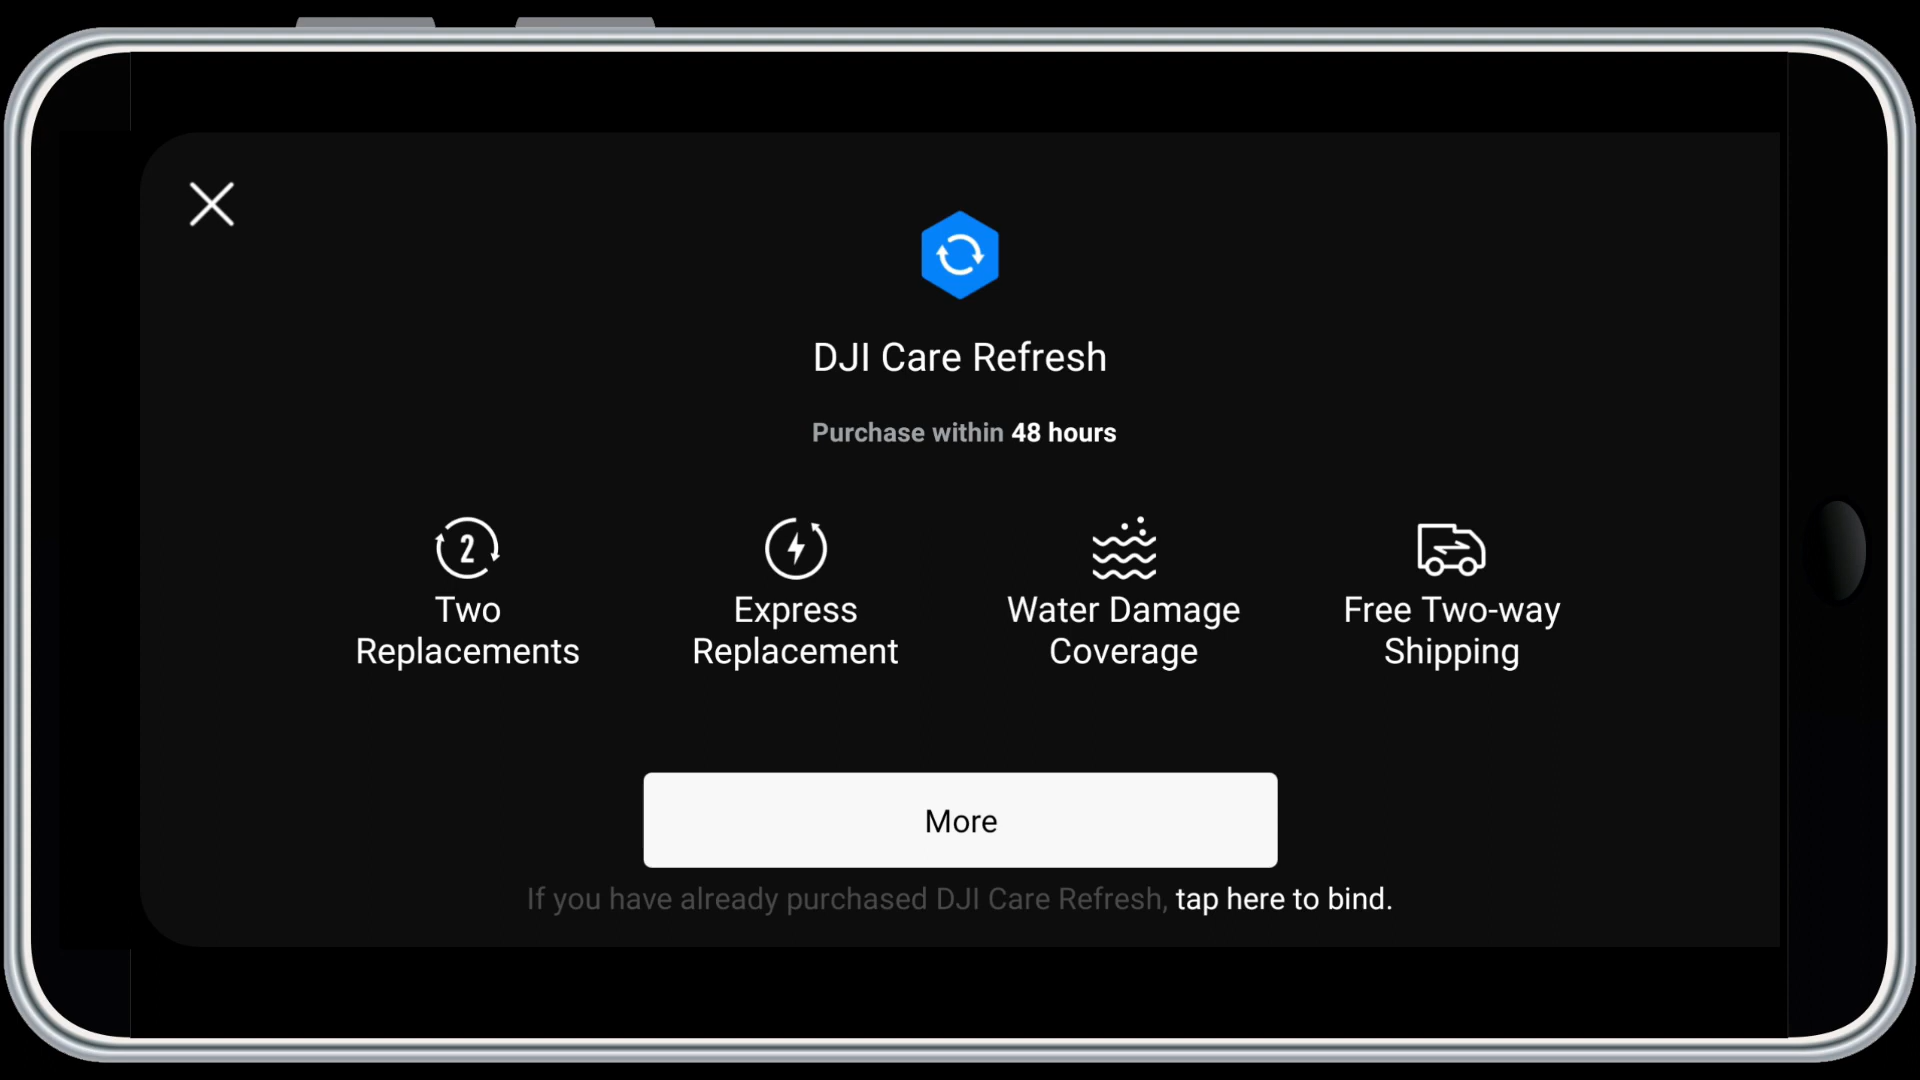 DJI Care Refresh
Purchase within 48 hours
2
Two
Replacements
Express
Replacement
Water Damage
Coverage
Free Two-way
Shipping
More
If you have already purchased DJI Care Refresh, tap here to bind.